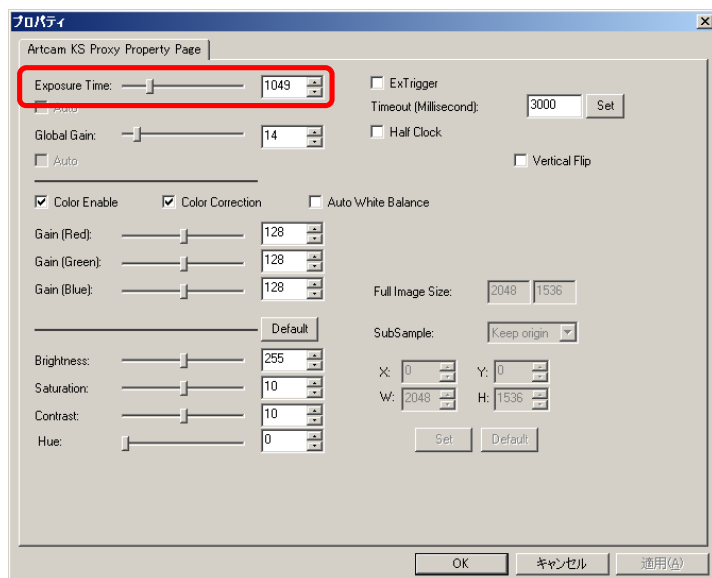 プロパティ
Artcam KS Proxy Property Page
Exposure Time: 1049
Auto
Global Gain: 14
Auto
ExTrigger
Timeout (Millisecond): 3000 Set
Half Clock
Vertical Flip
Color Enable Color Correction Auto White Balance
Gain (Red): 128
Gain (Green): 128
Gain (Blue): 128
Default
Brightness: 255
Saturation: 10
Contrast: 10
Hue: 0
Full Image Size: 2048 1536
SubSample: Keep origin
X: 0 Y: 0
W: 2048 H: 1536
Set Default
OK キャンセル 適用(A)